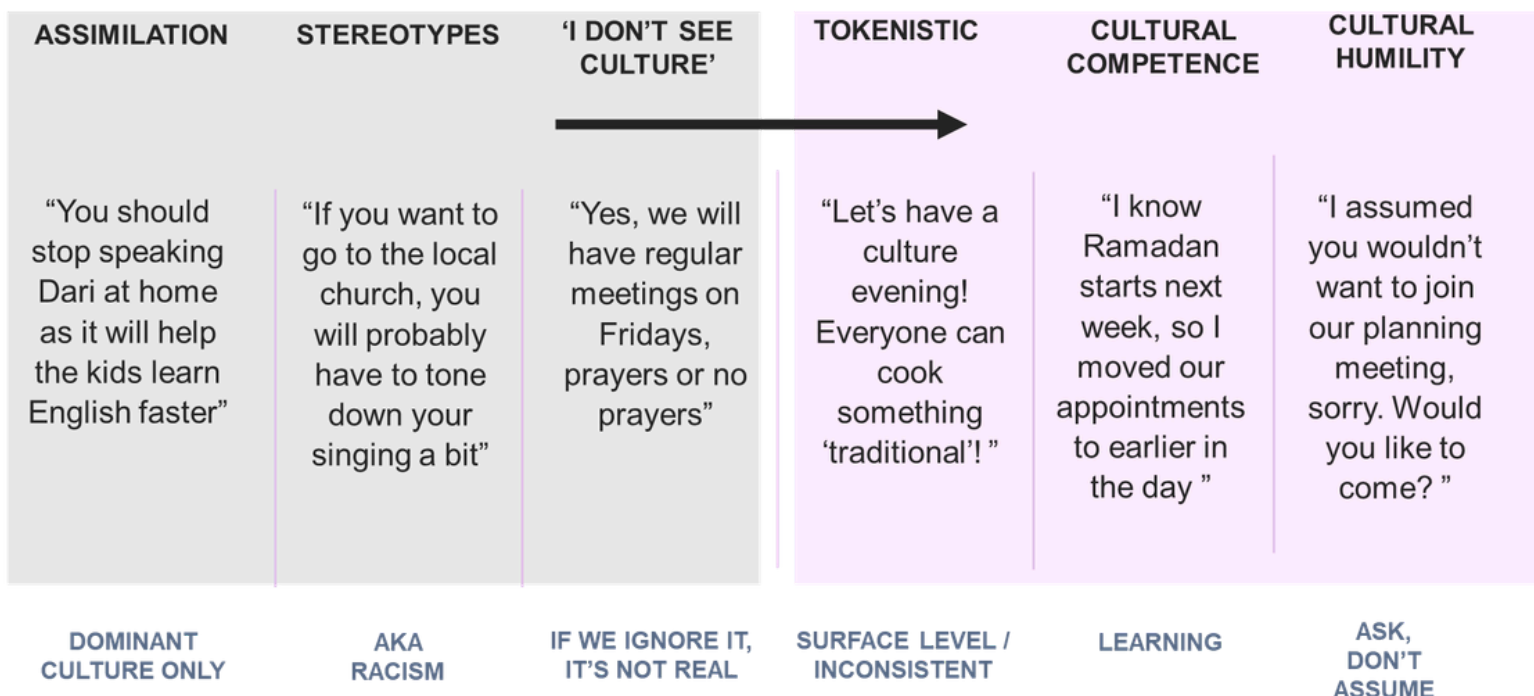 ASSIMILATION
STEREOTYPES
‘I DON’T SEE
CULTURE’
TOKENISTIC
CULTURAL
COMPETENCE
CULTURAL
HUMILITY
“You should
stop speaking
Dari at home
as it will help
the kids learn
English faster”
“If you want to
go to the local
church, you
will probably
have to tone
down your
singing a bit”
“Yes, we will
have regular
meetings on
Fridays,
prayers or no
prayers”
“Let’s have a
culture
evening!
Everyone can
cook
something
‘traditional’! ”
“I know
Ramadan
starts next
week, so I
moved our
appointments
to earlier in
the day ”
“I assumed
you wouldn’t
want to join
our planning
meeting,
sorry. Would
you like to
come? ”
DOMINANT
CULTURE ONLY
AKA
RACISM
IF WE IGNORE IT,
IT’S NOT REAL
SURFACE LEVEL /
INCONSISTENT
LEARNING
ASK,
DON’T
ASSUME